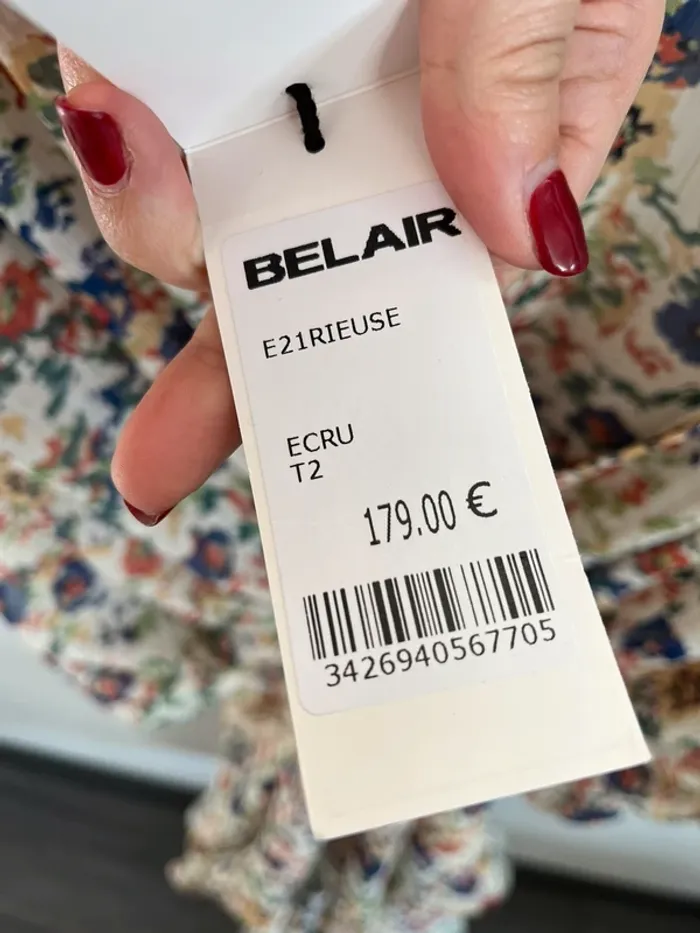 BELAIR
E21RIEUSE
ECRU
T2
179.00 €
3426940567705